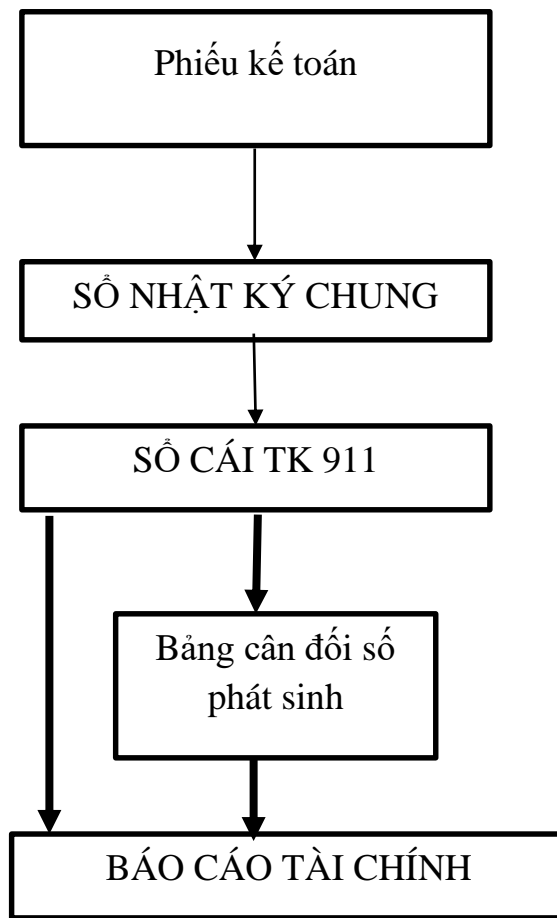 Phiếu kế toán
SỔ NHẬT KÝ CHUNG
SỔ CÁI TK 911
Bảng cân đối số
phát sinh
BÁO CÁO TÀI CHÍNH